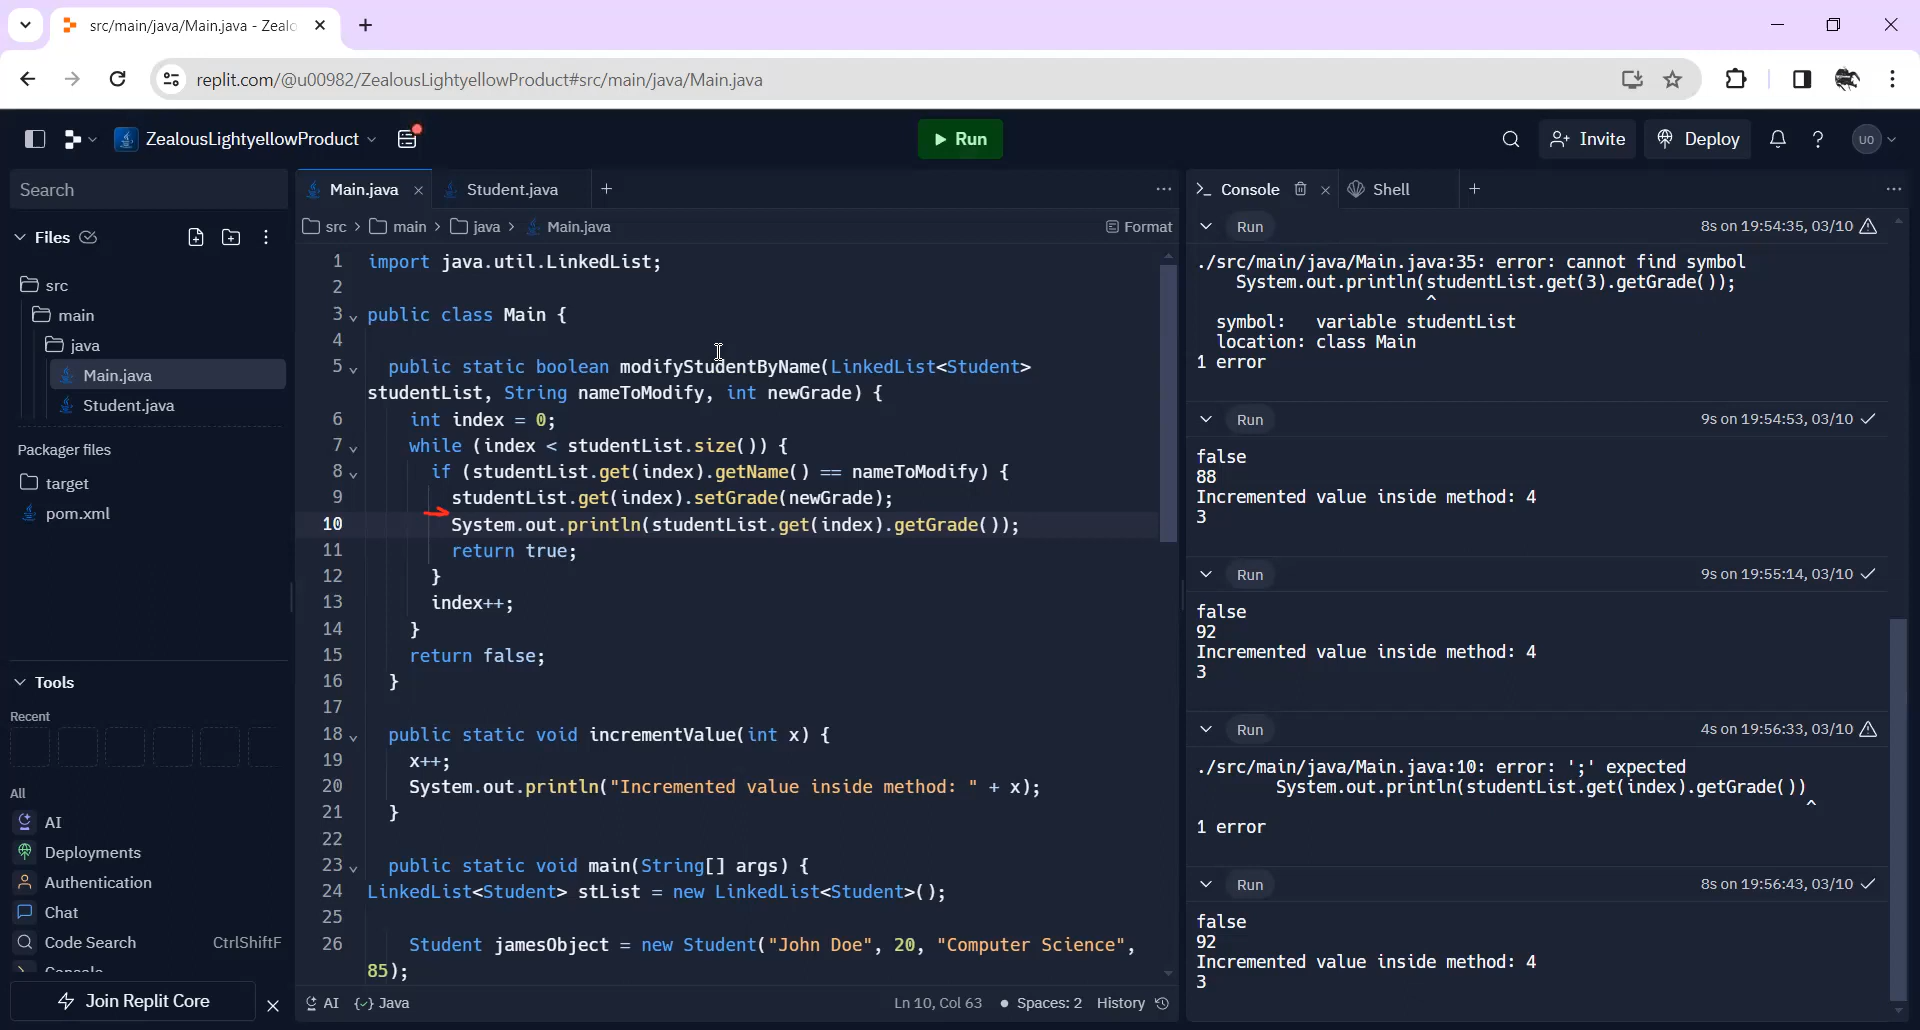 src/main/java/Main.java - Zealo
replit.com/@u00982/ZealousLightyellowProduct#src/main/java/Main.java
ZealousLightyellowProduct
Run
Invite
Deploy
UO
Search
Files
src
main
java
Main.java
Student.java
Packager files
target
pom.xml
Tools
Recent
All
AI
Deployments
Authentication
Chat
Code Search CtrlShiftF
Console
Join Replit Core
Main.java
Student.java
src > main > java > Main.java
Format
1 import java.util.LinkedList;
2
3 public class Main {
4
5 public static boolean modifyStudentByName(LinkedList<Student>
studentList, String nameToModify, int newGrade) {
6 int index = 0;
7 while (index < studentList.size()) {
8 if (studentList.get(index).getName() == nameToModify) {
9 studentList.get(index).setGrade(newGrade);
10 System.out.println(studentList.get(index).getGrade());
11 return true;
12 }
13 index++;
14 }
15 return false;
16 }
17
18 public static void incrementValue(int x) {
19 x++;
20 System.out.println("Incremented value inside method: " + x);
21 }
22
23 public static void main(String[] args) {
24 LinkedList<Student> stList = new LinkedList<Student>();
25
26 Student jamesObject = new Student("John Doe", 20, "Computer Science",
85);
AI
{} Java
Ln 10, Col 63
Spaces: 2
History
Console
Shell
Run 8s on 19:54:35, 03/10
./src/main/java/Main.java:35: error: cannot find symbol
System.out.println(studentList.get(3).getGrade());
^
symbol: variable studentList
location: class Main
1 error
Run 9s on 19:54:53, 03/10
false
88
Incremented value inside method: 4
3
Run 9s on 19:55:14, 03/10
false
92
Incremented value inside method: 4
3
Run 4s on 19:56:33, 03/10
./src/main/java/Main.java:10: error: ';' expected
System.out.println(studentList.get(index).getGrade())
^
1 error
Run 8s on 19:56:43, 03/10
false
92
Incremented value inside method: 4
3